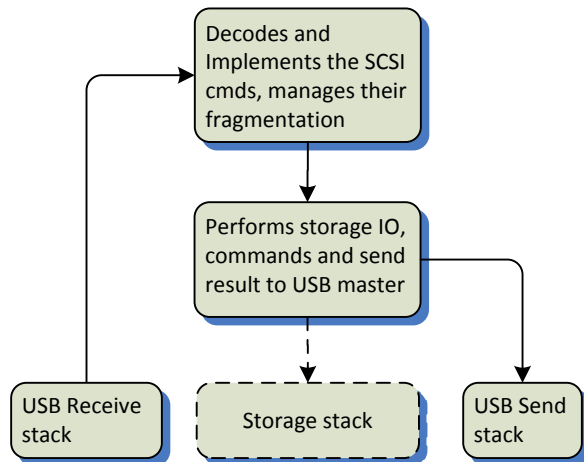 Decodes and
Implements the SCSI
cmds, manages their
fragmentation
Performs storage IO,
commands and send
result to USB master
USB Receive
stack
Storage stack
USB Send
stack